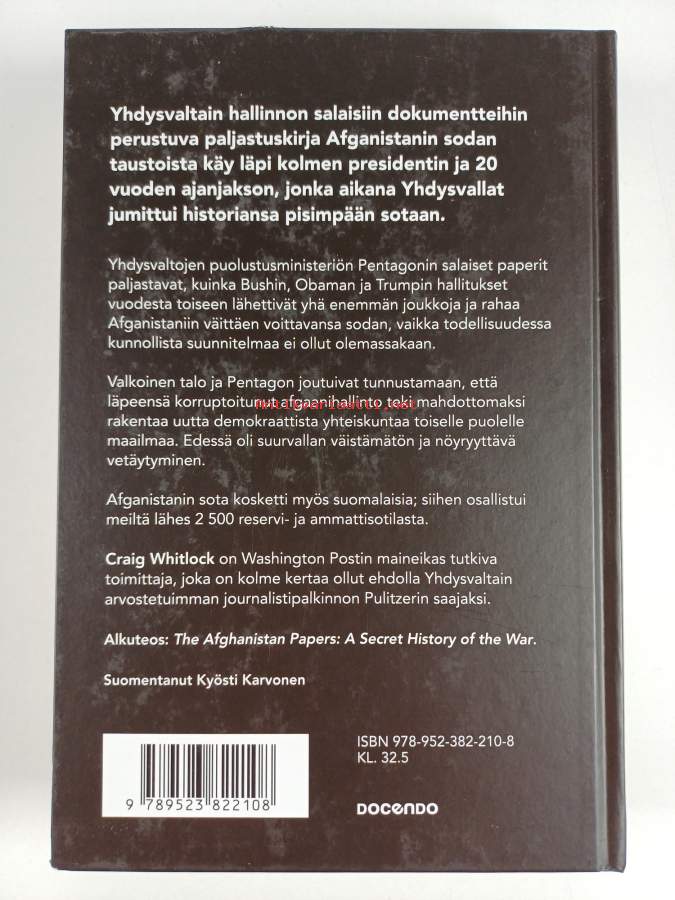 Yhdysvaltain hallinnon salaisiin dokumentteihin
perustuva paljastuskirja Afganistanin sodan
taustoista käy läpi kolmen presidentin ja 20
vuoden ajanjakson, jonka aikana Yhdysvallat
jumittui historiansa pisimpään sotaan.
Yhdysvaltojen puolustusministeriön Pentagonin salaiset paperit
paljastavat, kuinka Bushin, Obaman ja Trumpin hallitukset
vuodesta toiseen lähettivät yhä enemmän joukkoja ja rahaa
Afganistaniin väittäen voittavansa sodan, vaikka todellisuudessa
kunnollista suunnitelmaa ei ollut olemassakaan.
Valkoinen talo ja Pentagon joutuivat tunnustamaan, että
läpeensä korruptoitunut afgaanihallinto teki mahdottomaksi
antikvariaatti.net
rakentaa uutta demokraattista yhteiskuntaa toiselle puolelle
maailmaa. Edessä oli suurvallan väistämätön ja nöyryyttävä
vetäytyminen.
Afganistanin sota kosketti myös suomalaisia; siihen osallistui
meiltä lähes 2 500 reservi- ja ammattisotilasta.
Craig Whitlock on Washington Postin maineikas tutkiva
toimittaja, joka on kolme kertaa ollut ehdolla Yhdysvaltain
arvostetuimman journalistipalkinnon Pulitzerin saajaksi.
Alkuteos: The Afghanistan Papers: A Secret History of the War.
Suomentanut Kyösti Karvonen
ISBN 978-952-382-210-8
KL. 32.5
9 789523 822108
DOCENDO